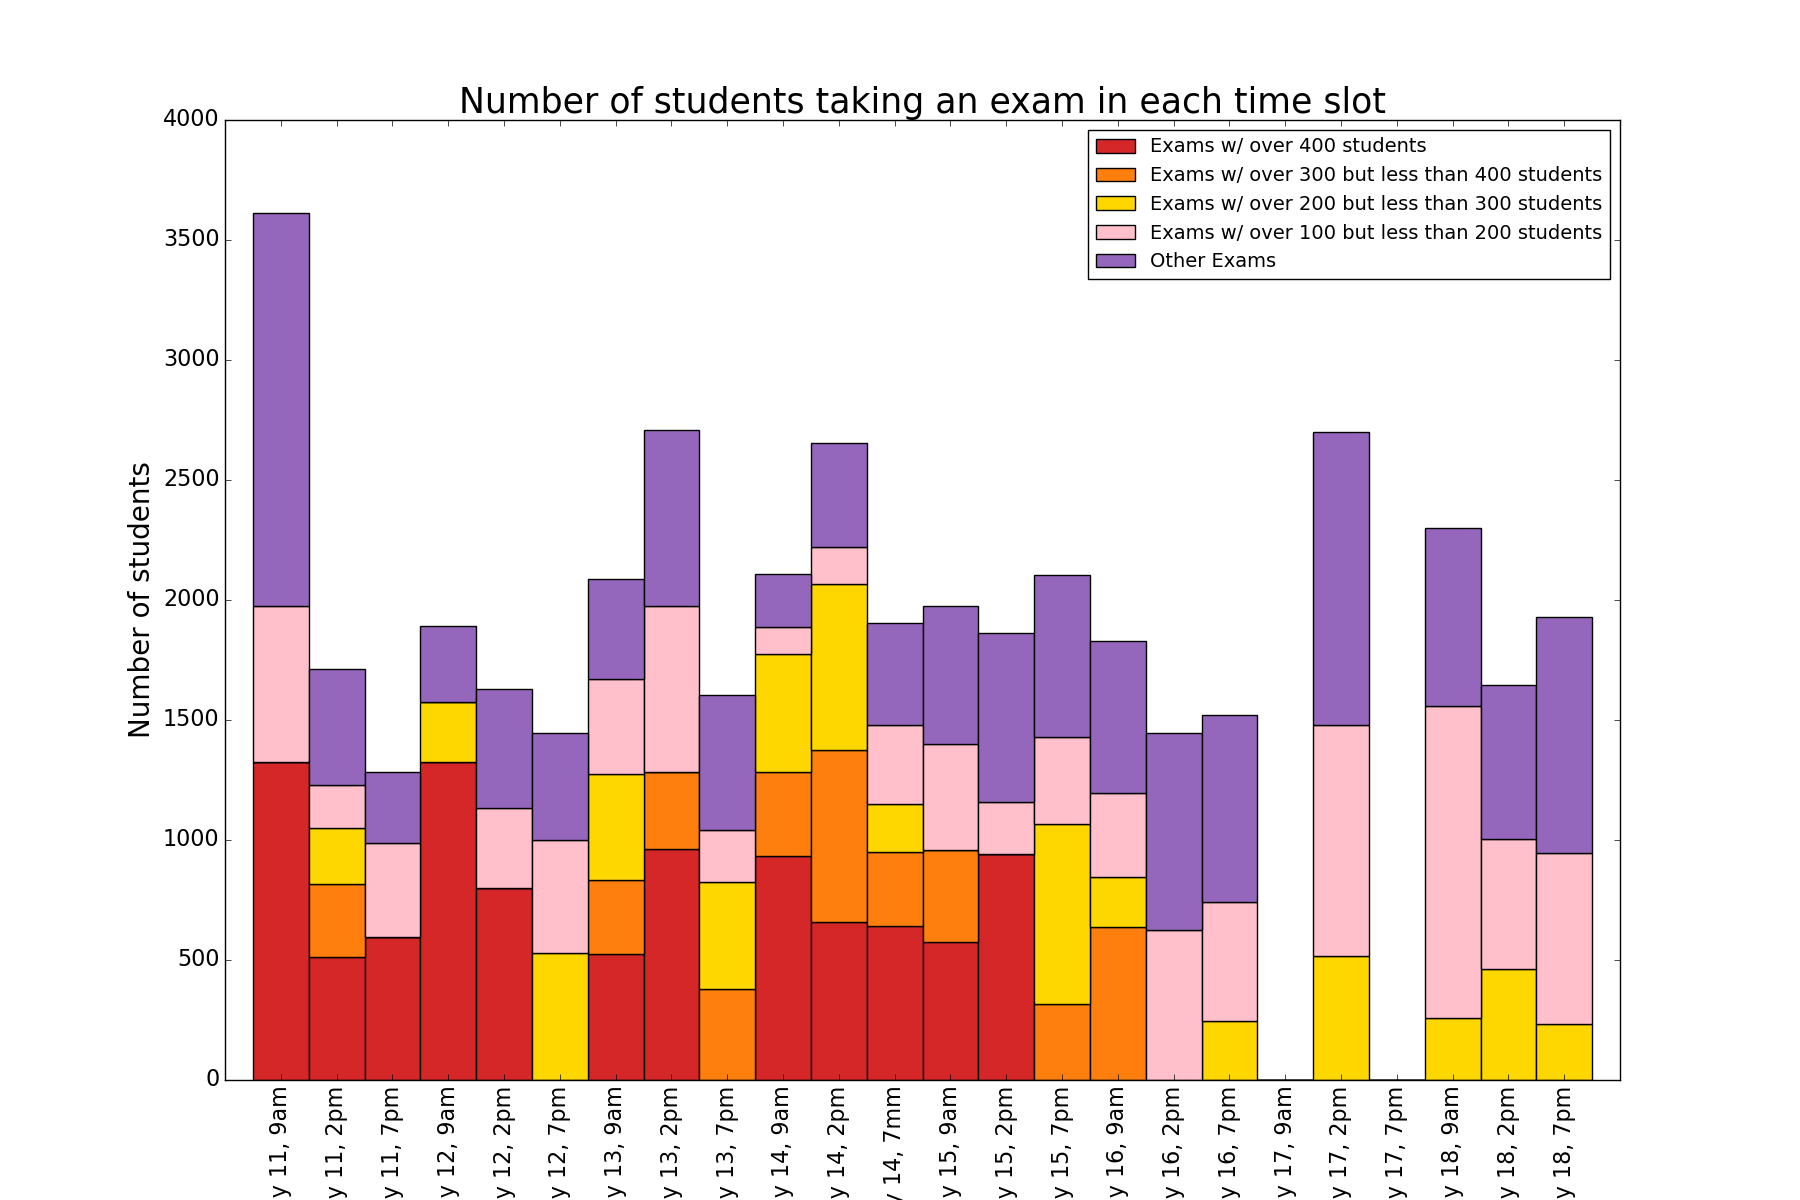 Number of students taking an exam in each time slot
Exams w/ over 400 students
Exams w/ over 300 but less than 400 students
Exams w/ over 200 but less than 300 students
Exams w/ over 100 but less than 200 students
Other Exams
Number of students
4000
3500
3000
2500
2000
1500
1000
500
0
y 11, 9am
y 11, 2pm
y 11, 7pm
y 12, 9am
y 12, 2pm
y 12, 7pm
y 13, 9am
y 13, 2pm
y 13, 7pm
y 14, 9am
y 14, 2pm
y 14, 7mm
y 15, 9am
y 15, 2pm
y 15, 7pm
y 16, 9am
y 16, 2pm
y 16, 7pm
y 17, 9am
y 17, 2pm
y 17, 7pm
y 18, 9am
y 18, 2pm
y 18, 7pm